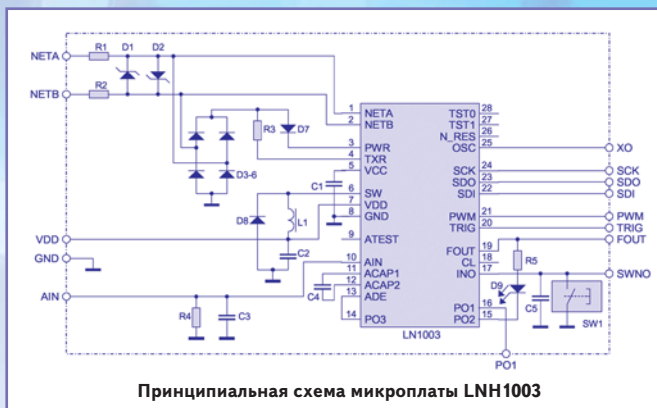 R1 D1 D2
NETA
R2
NETB
1 NETA TST0 28
2 NETB TST1 27
N_RES 26
R3 D7
3 PWR OSC 25 XO
4 TXR
5 VCC SCK 24 SCK
C1 SDO 23 SDO
D3-6 6 SW SDI 22 SDI
7 VDD
D8 L1 8 GND PWM 21 PWM
TRIG 20 TRIG
VDD 9 ATEST FOUT
C2 FOUT 19
GND 10 AIN CL 18 R5
11 ACAP1 INO 17 SWNO
AIN C4 12 ACAP2 D9
13 ADE C5
R4 C3 PO1 16
14 PO3 PO2 15 SW1
LN1003
PO1
Принципиальная схема микроплаты LNH1003